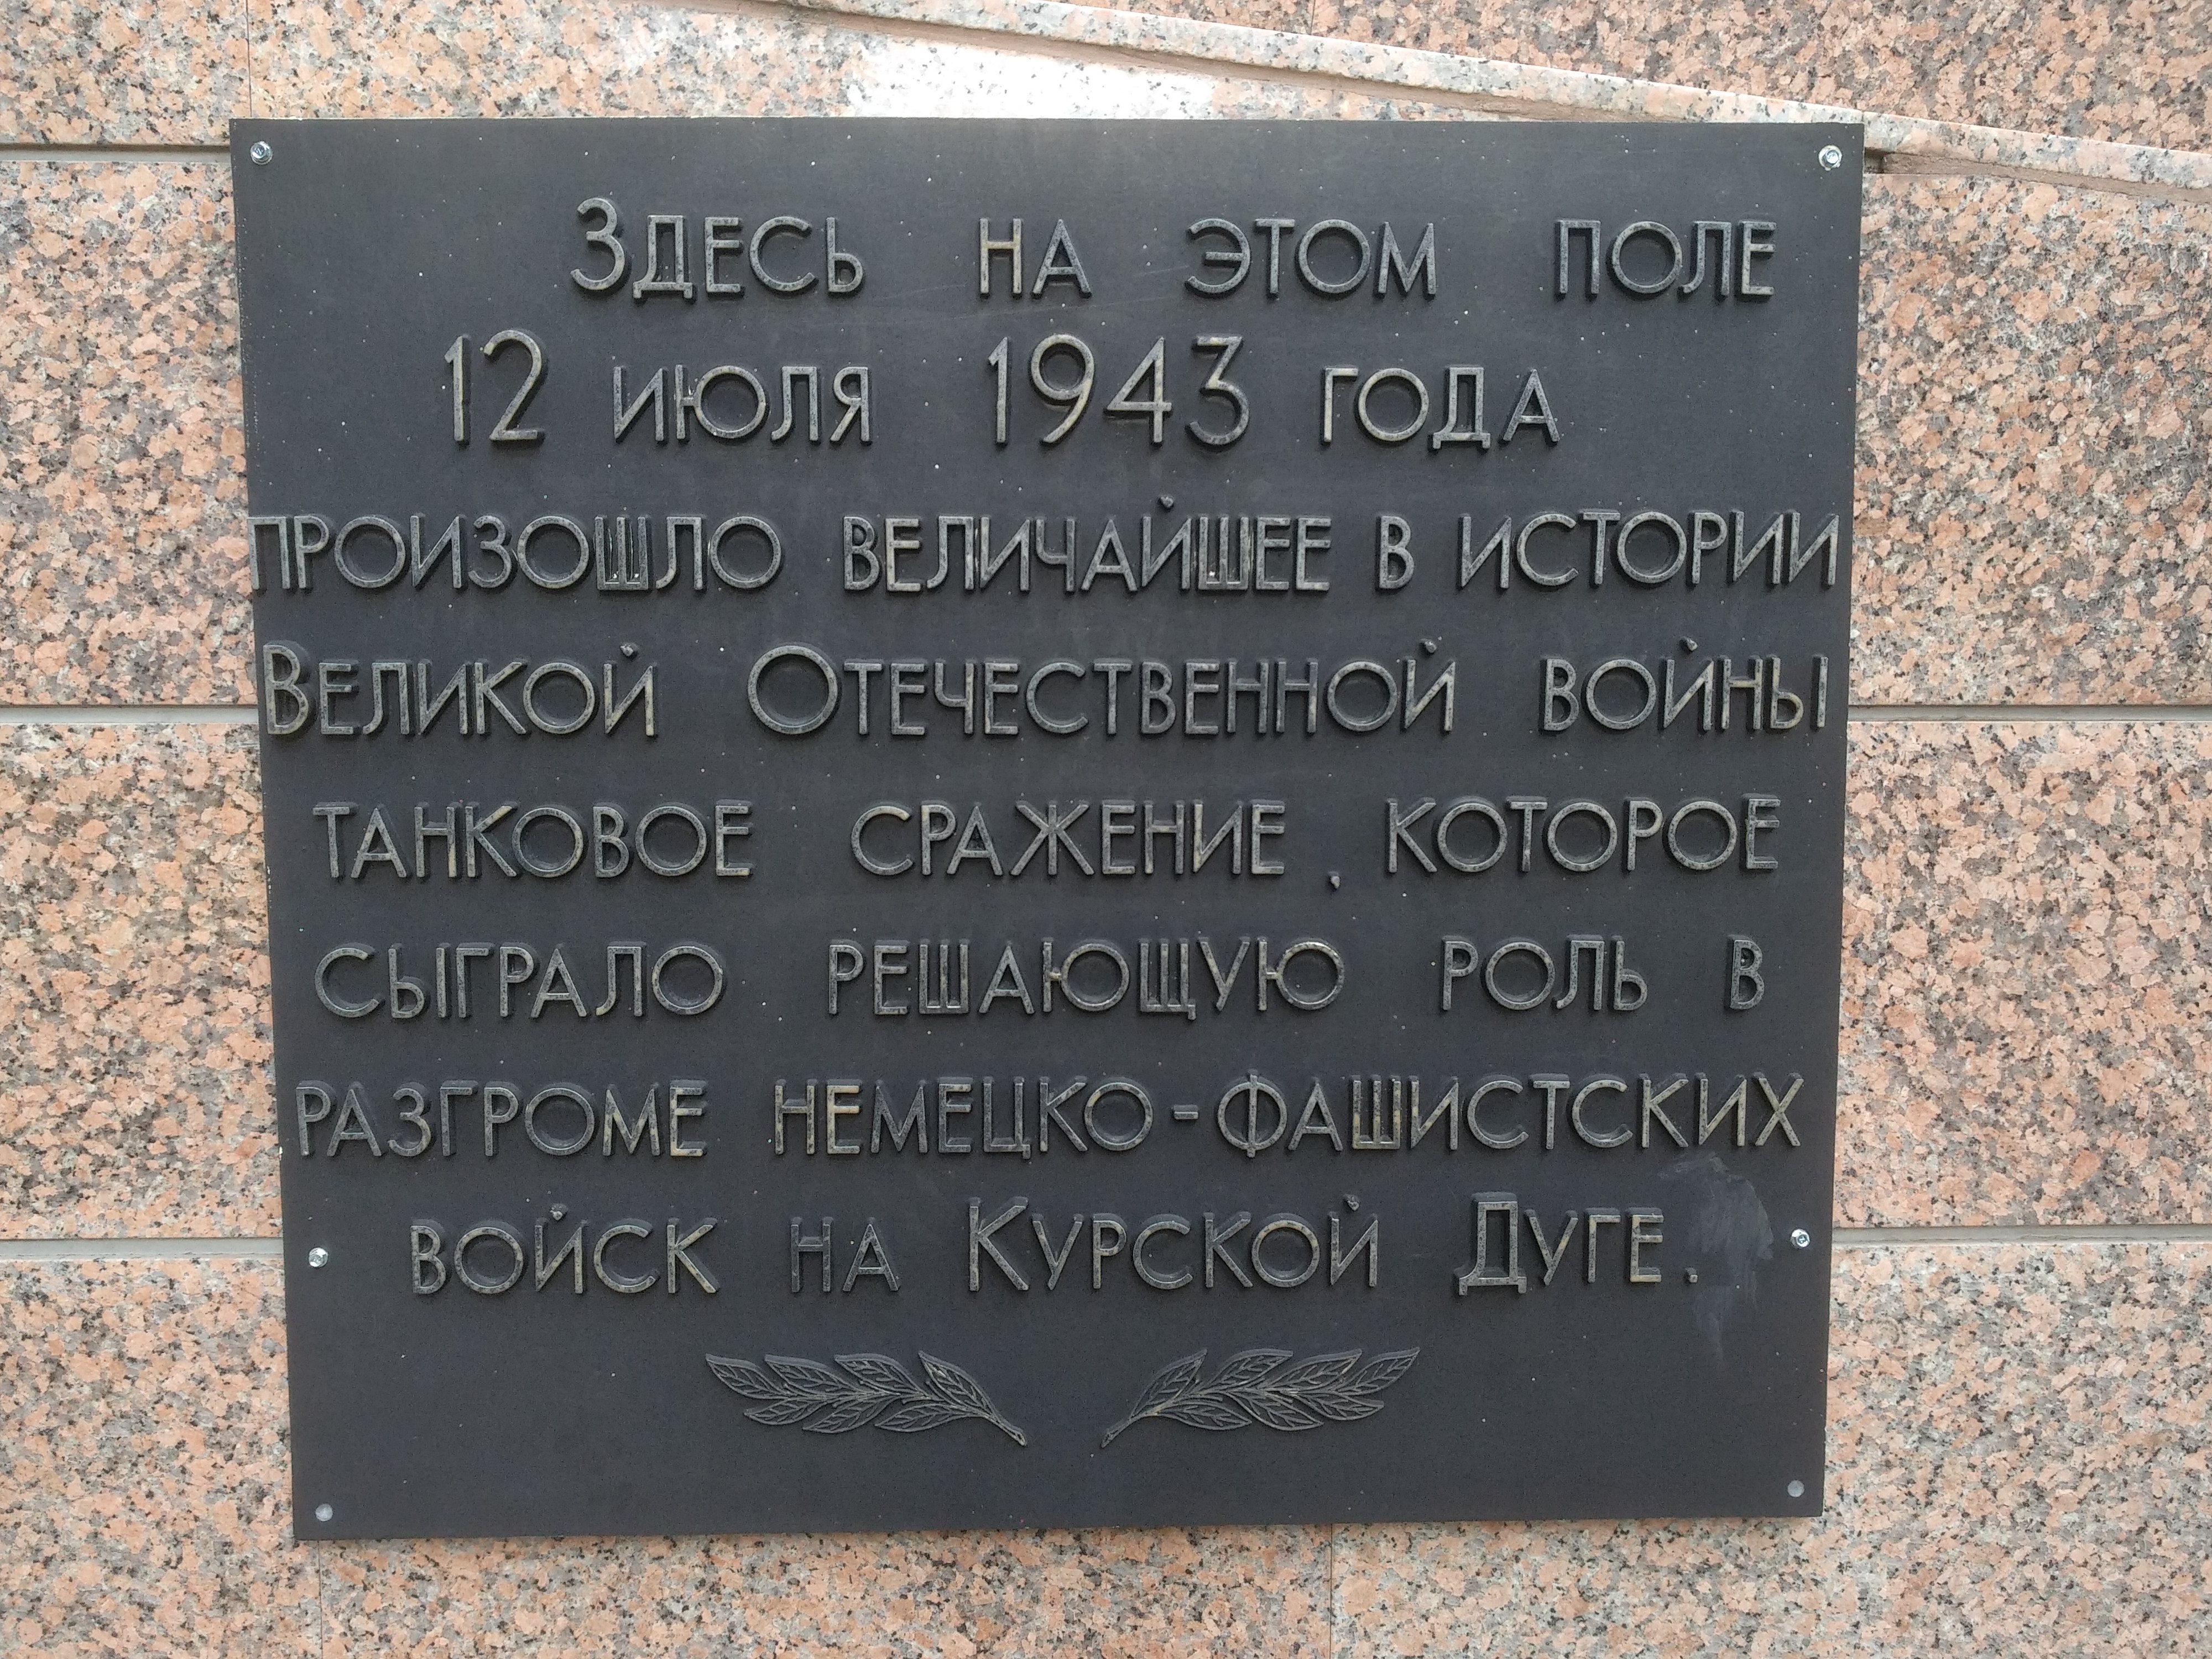 Здесь на этом поле
12 июля 1943 года
произошло величайшее в истории
Великой Отечественной войны
танковое сражение, которое
сыграло решающую роль в
разгроме немецко-фашистских
войск на Курской Дуге.